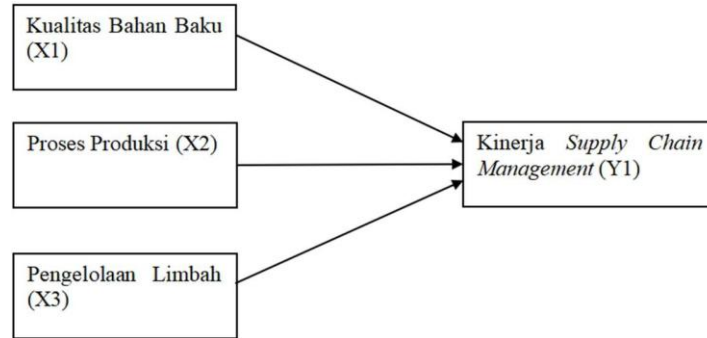 Kualitas Bahan Baku
(X1)
Proses Produksi (X2)
Kinerja Supply Chain
Management (Y1)
Pengelolaan Limbah
(X3)